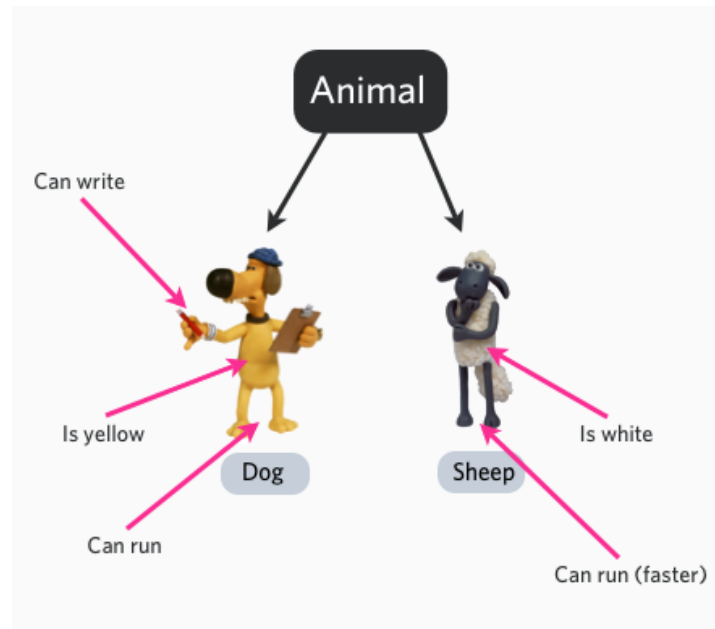 Animal
Can write
Is yellow
Is white
Dog
Sheep
Can run
Can run (faster)